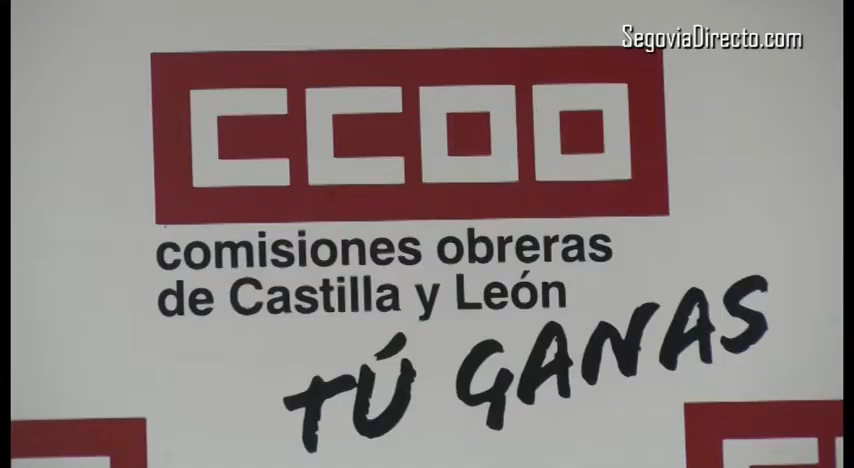 SegoviaDirecto.com
CCOO
comisiones obreras
de Castilla y León
TÚ GANAS